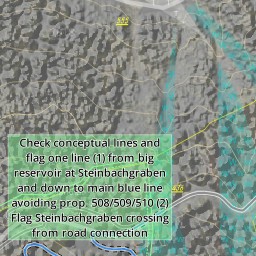 Check conceptual lines and
flag one line (1) from big
reservoir at Steinbachgraben
and down to main blue line
avoiding prop. 508/509/510 (2)
Flag Steinbachgraben crossing
from road connection